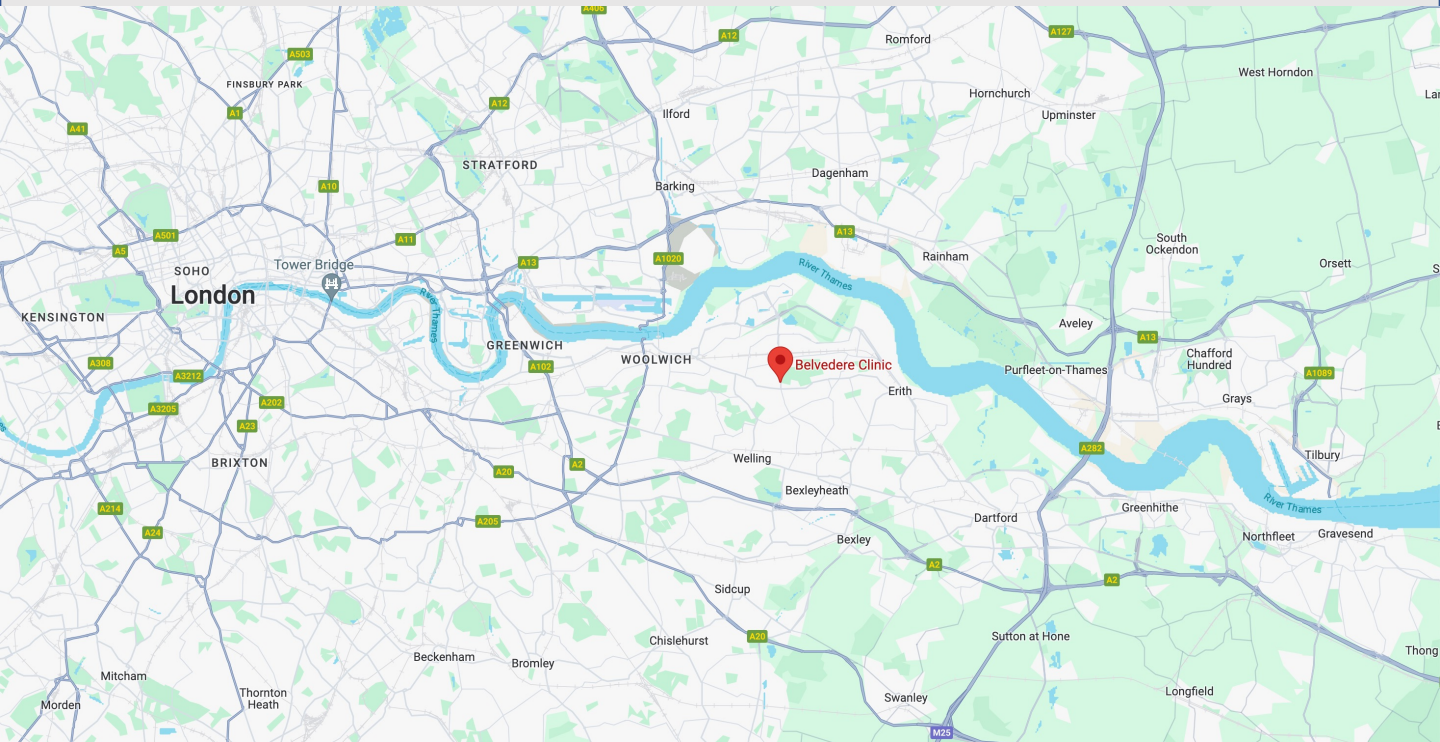 A406
A12
Romford
A127
A503
FINSBURY PARK
West Horndon
Hornchurch
A12
A1
Ilford
Upminster
A41
STRATFORD
Dagenham
A10
Barking
A501
A11
A13
South
Ockendon
A5
Rainham
SOHO
Tower Bridge
A13
A1020
River Thames
Orsett
London
River Thames
KENSINGTON
Aveley
A13
GREENWICH
WOOLWICH
Belvedere Clinic
Chafford
Hundred
A308
A102
Purfleet-on-Thames
A1089
A3212
Erith
Grays
A3205
A202
A23
A282
BRIXTON
A2
Welling
Tilbury
A20
Bexleyheath
A214
River Thames
Greenhithe
A205
Dartford
A24
Northfleet
Gravesend
Bexley
A2
A2
Sidcup
Chislehurst
A20
Sutton at Hone
Thong
Beckenham
Bromley
Mitcham
Thornton
Heath
Swanley
Longfield
Morden
M25